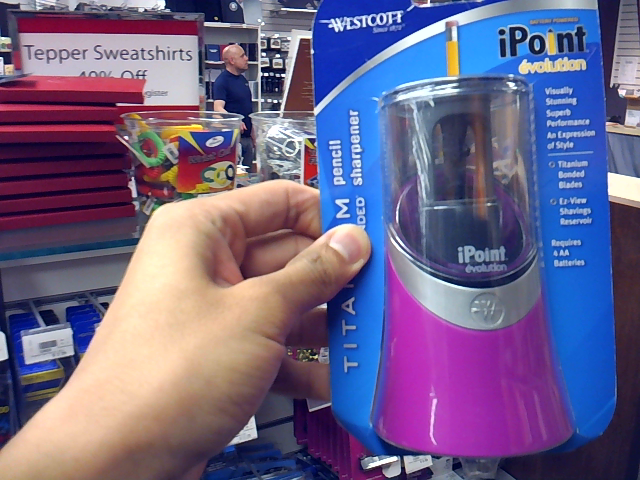 Tepper Sweatshirts
40% Off
WESTCOTT
Since 1872
BATTERY POWERED
iPoint
évolution
Visually
Stunning
Superb
Performance
An Expression
of Style
Titanium
Bonded
Blades
Ez-View
Shavings
Reservoir
Requires
4 AA
Batteries
pencil
sharpener
iPoint
évolution
WESTCOTT